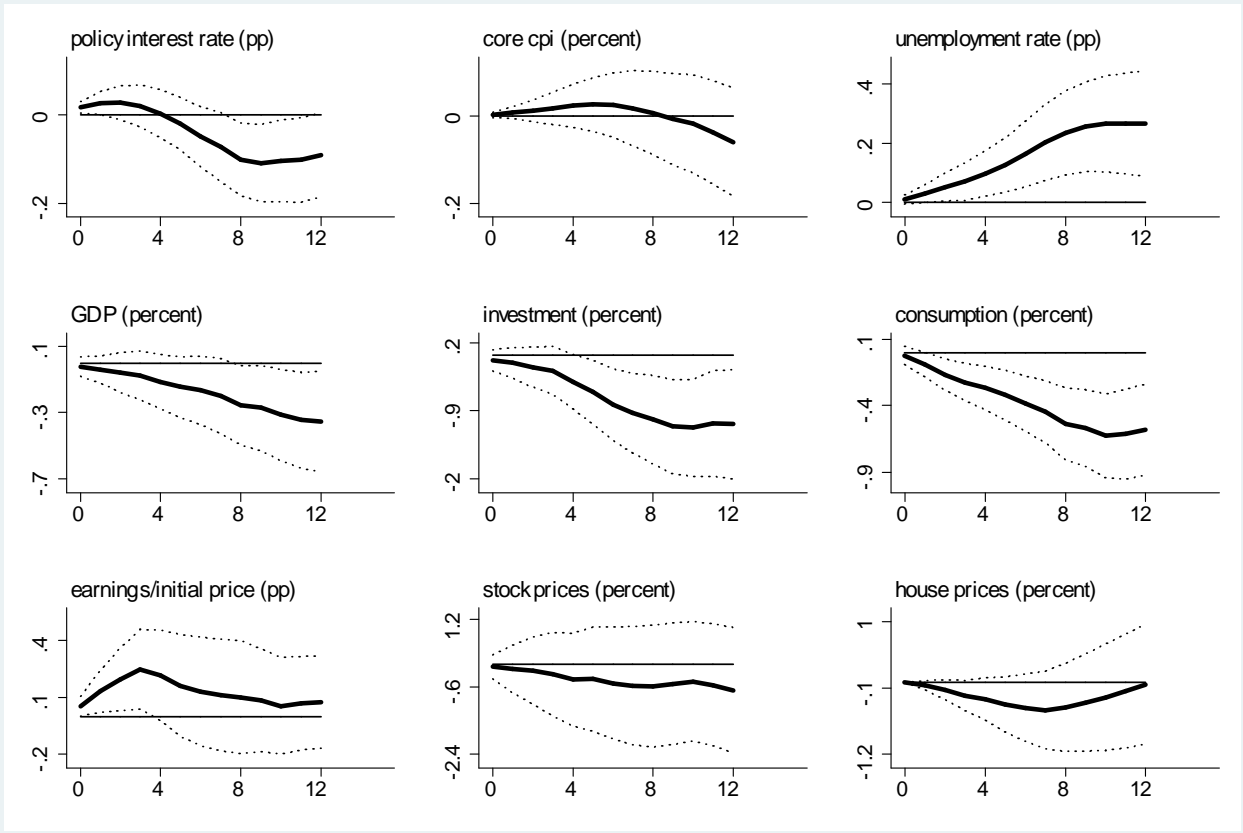 policy interest rate (pp)
core cpi (percent)
unemployment rate (pp)
0
-.2
0 4 8 12
0
-.2
0 4 8 12
.4
.2
0
0 4 8 12
GDP (percent)
investment (percent)
consumption (percent)
.1
-.3
-.7
0 4 8 12
.2
-.9
-2
0 4 8 12
.1
-.4
-.9
0 4 8 12
earnings/initial price (pp)
stock prices (percent)
house prices (percent)
.4
.1
-.2
0 4 8 12
1.2
-.6
-2.4
0 4 8 12
1
-.1
-1.2
0 4 8 12